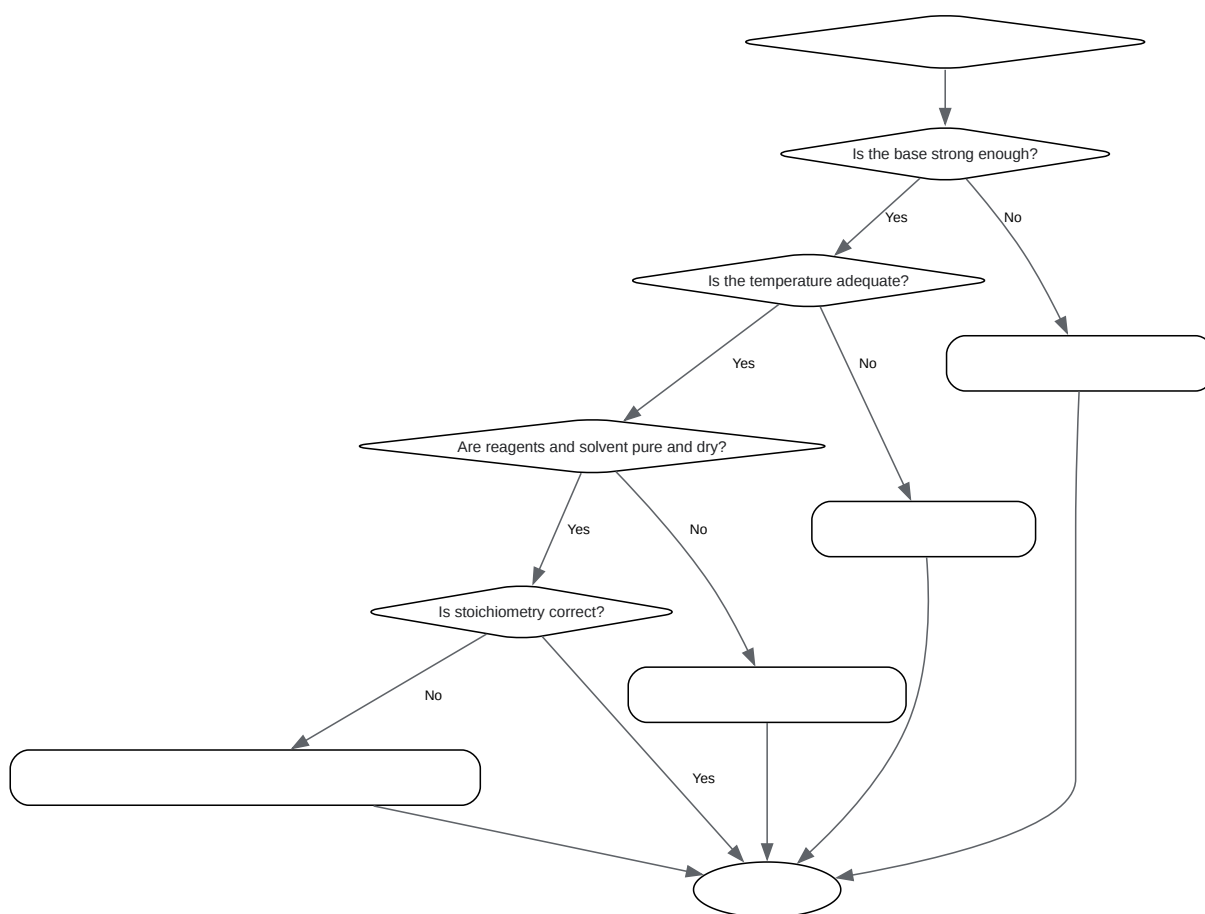 Is the base strong enough?
Yes
No
Is the temperature adequate?
Yes
No
Are reagents and solvent pure and dry?
Yes
No
Is stoichiometry correct?
No
Yes